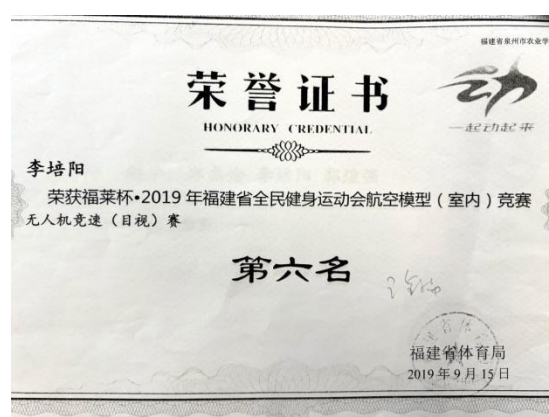 福建省泉州市农业学
荣誉证书
HONORARY CREDENTIAL
一起动起来
李培阳
荣获福莱杯•2019年福建省全民健身运动会航空模型（室内）竞赛
无人机竞速（目视）赛
第六名
福建省体育局
2019年9月15日